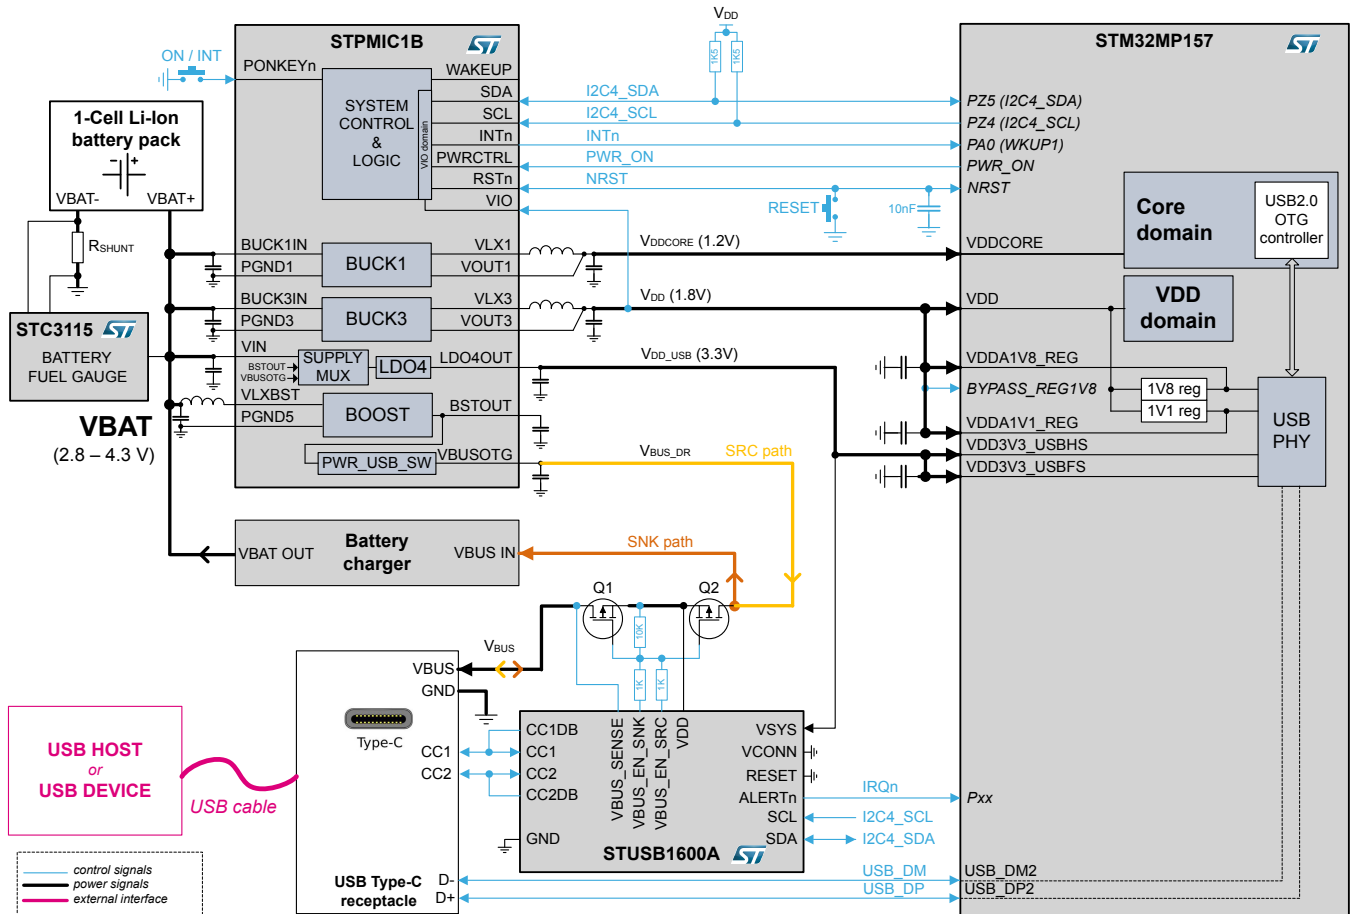 STPMIC1B
ST
ON / INT
PONKEYn
WAKEUP
SDA
SCL
INTn
PWRCTRL
RSTn
VIO
SYSTEM
CONTROL
&
LOGIC
VIO domain
VDD
1K5
1K5
I2C4_SDA
I2C4_SCL
INTn
PWR_ON
NRST
RESET
10nF
STM32MP157
ST
PZ5 (I2C4_SDA)
PZ4 (I2C4_SCL)
PA0 (WKUP1)
PWR_ON
NRST
Core
domain
USB2.0
OTG
controller
VDDCORE
VDD
VDD
domain
VDDA1V8_REG
BYPASS_REG1V8
1V8 reg
1V1 reg
VDDA1V1_REG
VDD3V3_USBHS
VDD3V3_USBFS
USB
PHY
1-Cell Li-Ion
battery pack
- +
VBAT-
VBAT+
RSHUNT
STC3115
ST
BATTERY
FUEL GAUGE
VBAT
(2.8 – 4.3 V)
BUCK1IN
PGND1
BUCK1
VLX1
VOUT1
VDDCORE (1.2V)
BUCK3IN
PGND3
BUCK3
VLX3
VOUT3
VDD (1.8V)
VIN
BSTOUT
VBUSOTG
SUPPLY
MUX
LDO4
LDO4OUT
VDD_USB (3.3V)
VLXBST
PGND5
BOOST
BSTOUT
PWR_USB_SW
VBUSOTG
VBUS_DR
SRC path
VBAT OUT
Battery
charger
VBUS IN
SNK path
Q1
Q2
10K
1K
1K
VBUS
VBUS
GND
Type-C
CC1
CC2
USB HOST
or
USB DEVICE
USB cable
USB Type-C
receptacle
D-
D+
CC1DB
CC1
CC2
CC2DB
GND
VBUS_SENSE
VBUS_EN_SNK
VBUS_EN_SRC
VDD
VSYS
VCONN
RESET
ALERTn
SCL
SDA
STUSB1600A
ST
IRQn
I2C4_SCL
I2C4_SDA
Pxx
USB_DM
USB_DP
USB_DM2
USB_DP2
control signals
power signals
external interface